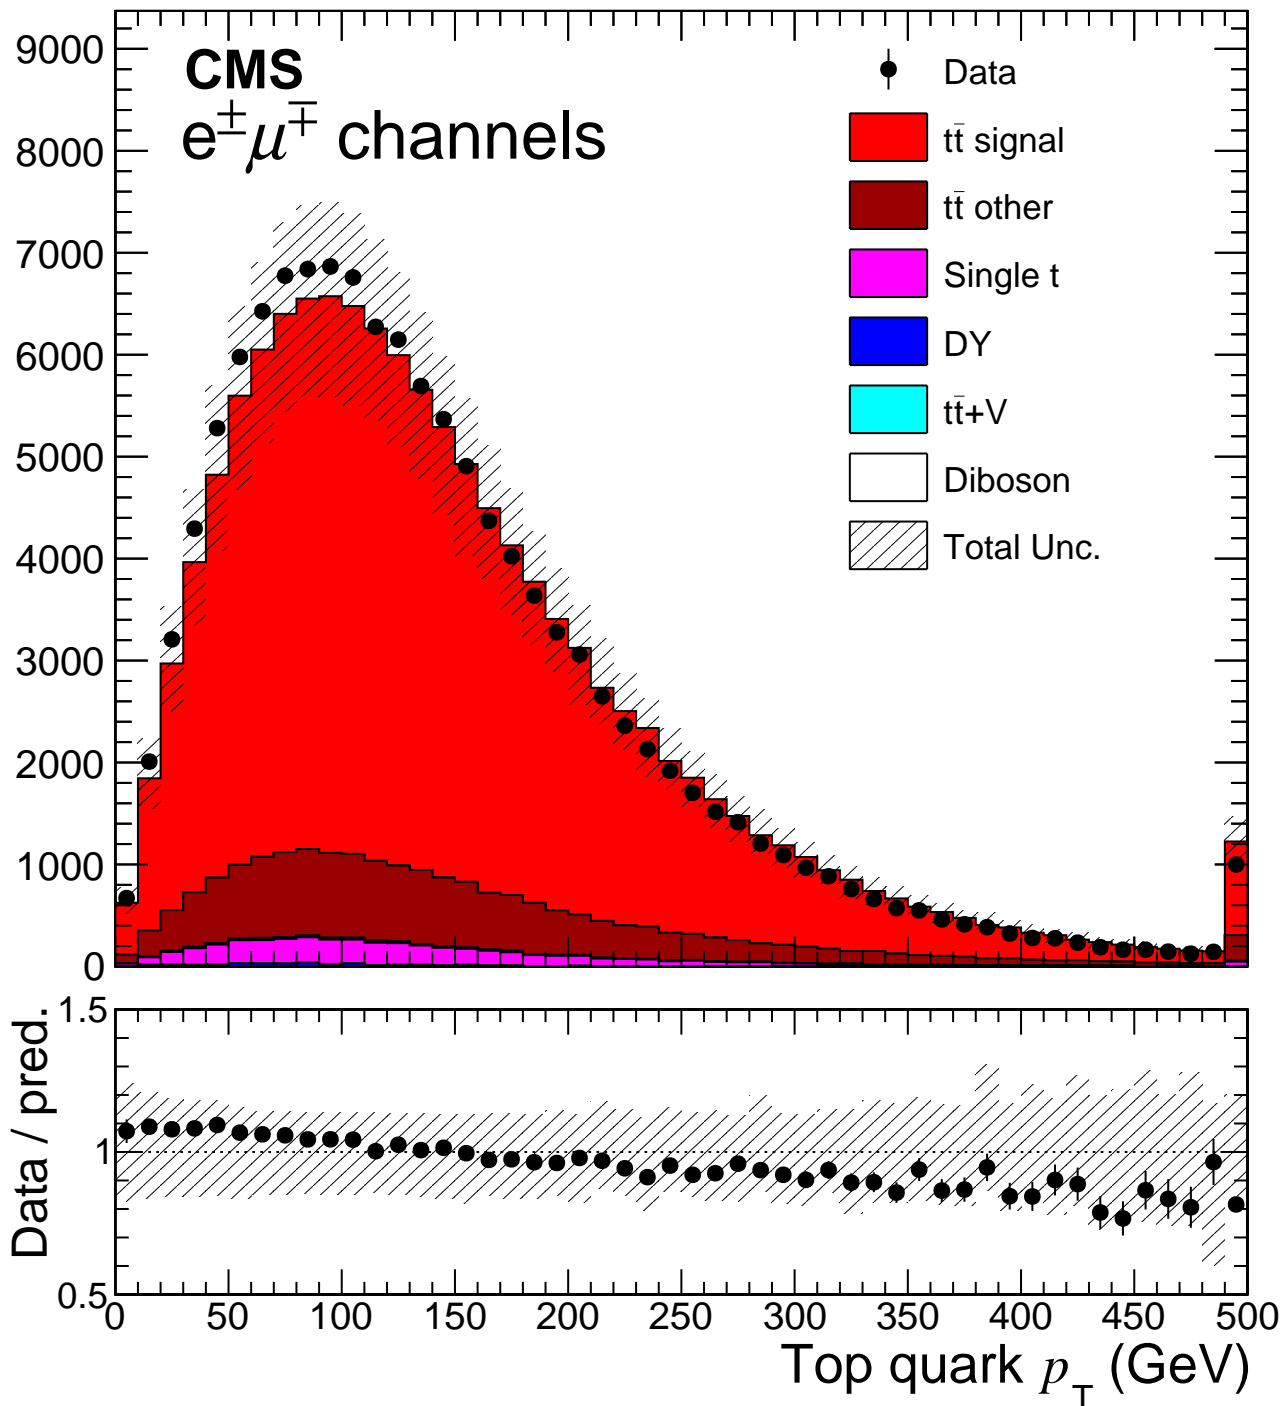 CMS
e±μ∓ channels
Data
tt̄ signal
tt̄ other
Single t
DY
tt̄+V
Diboson
Total Unc.
9000
8000
7000
6000
5000
4000
3000
2000
1000
0
Data / pred.
1.5
1
0.5
0 50 100 150 200 250 300 350 400 450 500
Top quark p_T (GeV)